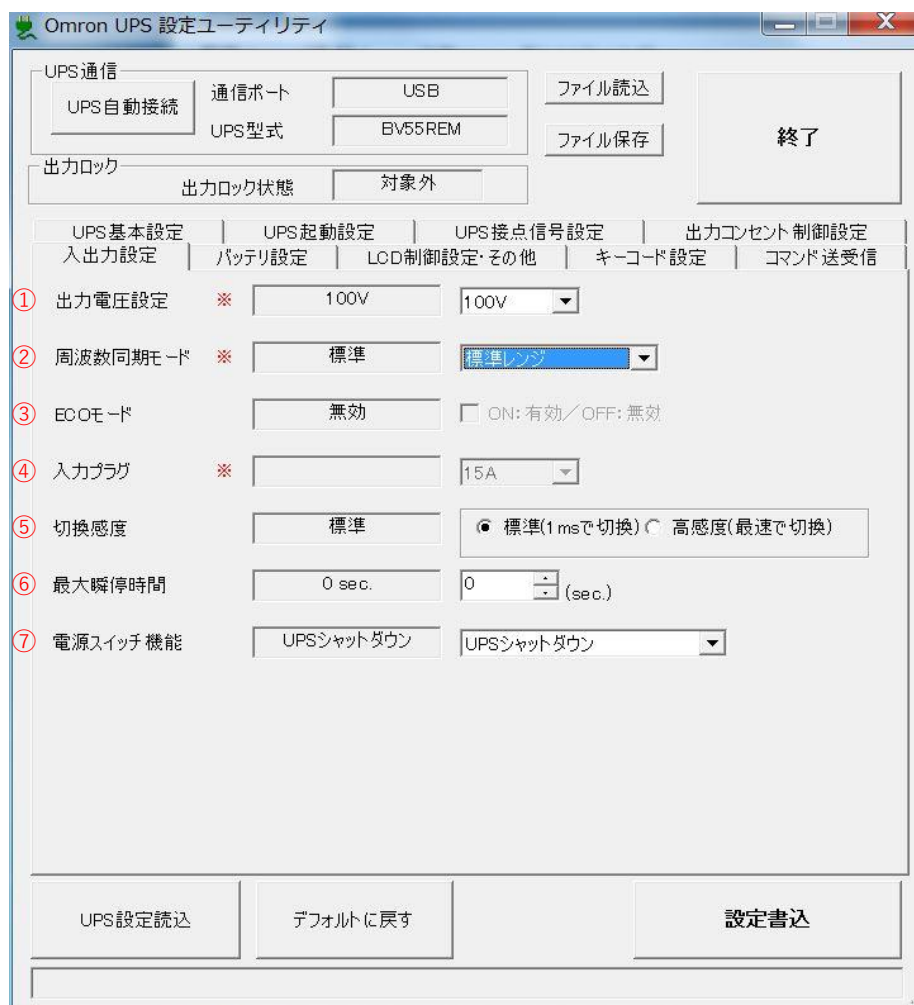 Omron UPS 設定ユーティリティ
UPS通信
UPS自動接続
通信ポート
USB
UPS型式
BV55REM
ファイル読込
ファイル保存
終了
出力ロック
出力ロック状態
対象外
UPS基本設定
UPS起動設定
UPS接点信号設定
出力コンセント制御設定
入出力設定
バッテリ設定
LCD制御設定・その他
キーコード設定
コマンド送受信
① 出力電圧設定 ※ 100V 100V
② 周波数同期モード ※ 標準 標準レンジ
③ ECOモード 無効 ON:有効/OFF:無効
④ 入力プラグ ※ 15A
⑤ 切換感度 標準 標準(1msで切換) 高感度(最速で切換)
⑥ 最大瞬停時間 0 sec. 0 (sec.)
⑦ 電源スイッチ機能 UPSシャットダウン UPSシャットダウン
UPS設定読込
デフォルトに戻す
設定書込